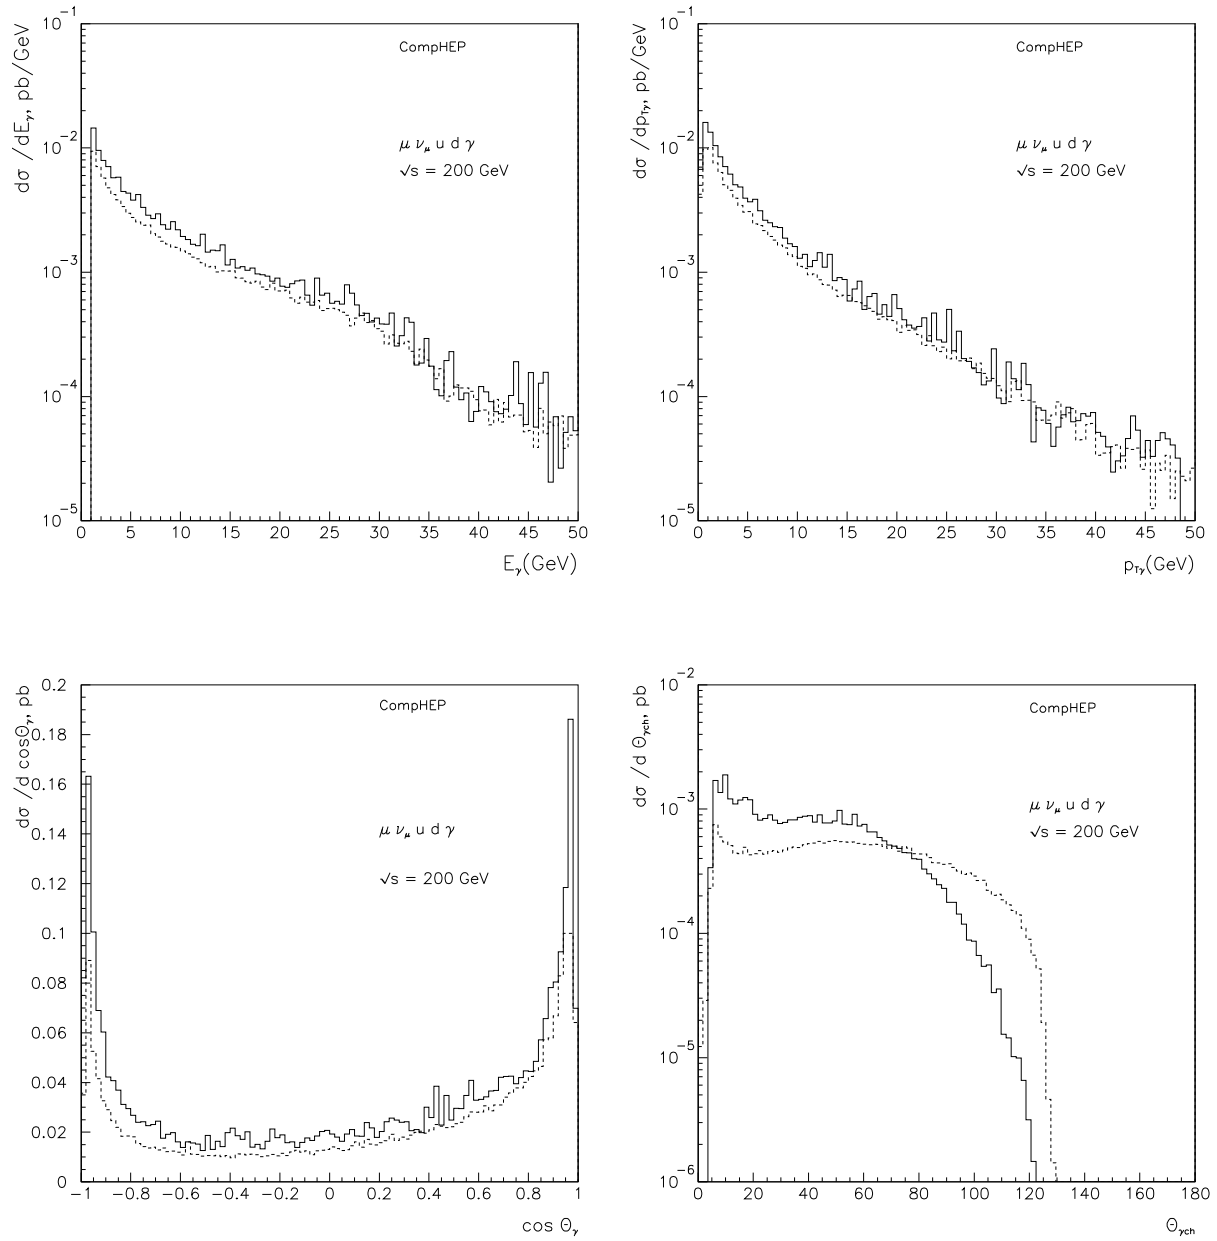 dσ/dE_γ, pb/GeV
10^-1
10^-2
10^-3
10^-4
10^-5
CompHEP
μ ν_μ u d γ
√s = 200 GeV
0 5 10 15 20 25 30 35 40 45 50
E_γ(GeV)
dσ/dp_Tγ, pb/GeV
10^-1
10^-2
10^-3
10^-4
10^-5
CompHEP
μ ν_μ u d γ
√s = 200 GeV
0 5 10 15 20 25 30 35 40 45 50
p_Tγ(GeV)
dσ/d cosΘ_γ, pb
0.2
0.18
0.16
0.14
0.12
0.1
0.08
0.06
0.04
0.02
0
CompHEP
μ ν_μ u d γ
√s = 200 GeV
−1 −0.8 −0.6 −0.4 −0.2 0 0.2 0.4 0.6 0.8 1
cos Θ_γ
dσ/d Θ_γch, pb
10^-2
10^-3
10^-4
10^-5
10^-6
CompHEP
μ ν_μ u d γ
√s = 200 GeV
0 20 40 60 80 100 120 140 160 180
Θ_γch